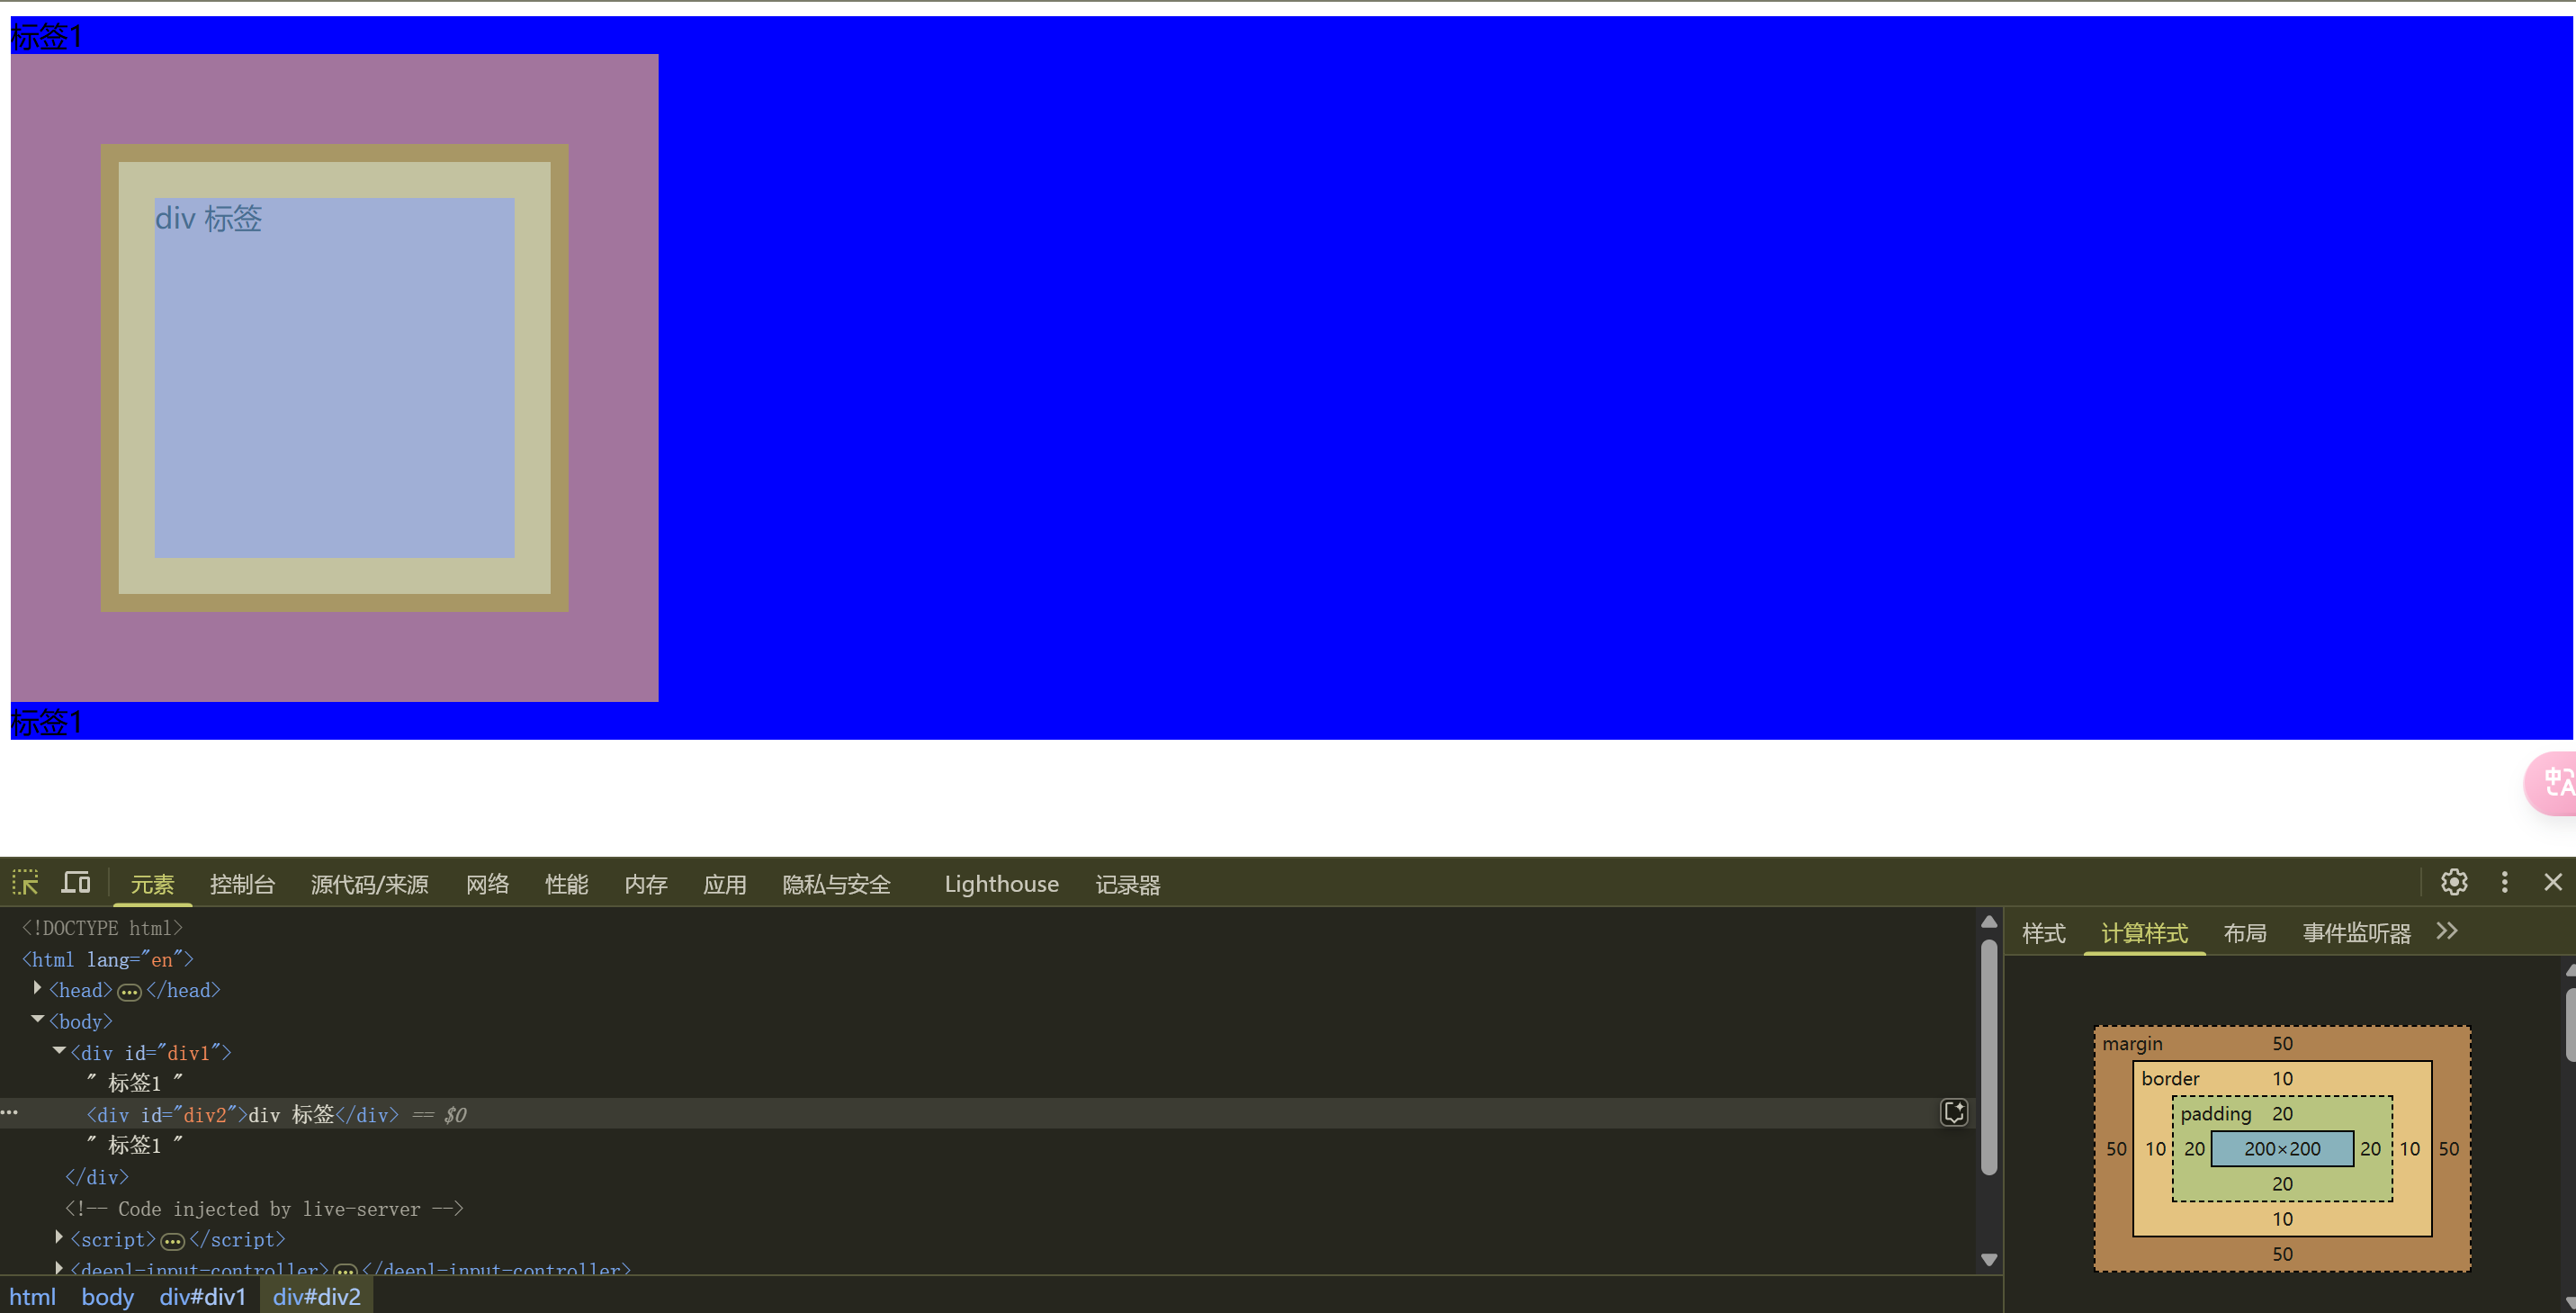 标签1
div 标签
标签1
中A
元素 控制台 源代码/来源 网络 性能 内存 应用 隐私与安全 Lighthouse 记录器
<!DOCTYPE html>
<html lang="en">
<head>…</head>
<body>
<div id="div1">
" 标签1 "
<div id="div2">div 标签</div> == $0
" 标签1 "
</div>
<!-- Code injected by live-server -->
<script>…</script>
<deepl-input-controller>…</deepl-input-controller>
html body div#div1 div#div2
样式 计算样式 布局 事件监听器
margin 50
border 10
padding 20
50 10 20 200×200 20 10 50
20
10
50